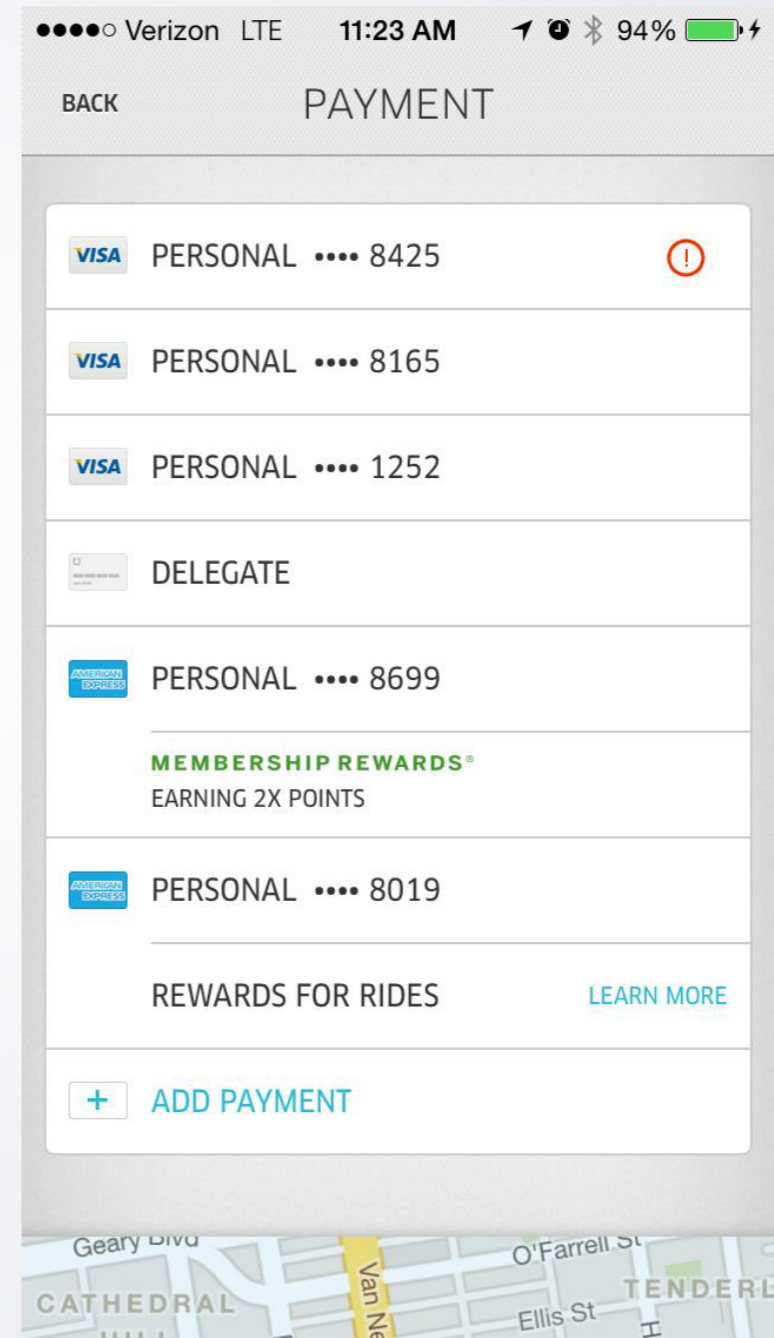 Verizon LTE 11:23 AM 94%
BACK PAYMENT
VISA PERSONAL •••• 8425 !
VISA PERSONAL •••• 8165
VISA PERSONAL •••• 1252
DELEGATE
AMERICAN EXPRESS PERSONAL •••• 8699
MEMBERSHIP REWARDS®
EARNING 2X POINTS
AMERICAN EXPRESS PERSONAL •••• 8019
REWARDS FOR RIDES LEARN MORE
+ ADD PAYMENT
Geary Blvd
O'Farrell St
Van Ne
TENDERL
CATHEDRAL
HILL
Ellis St
H